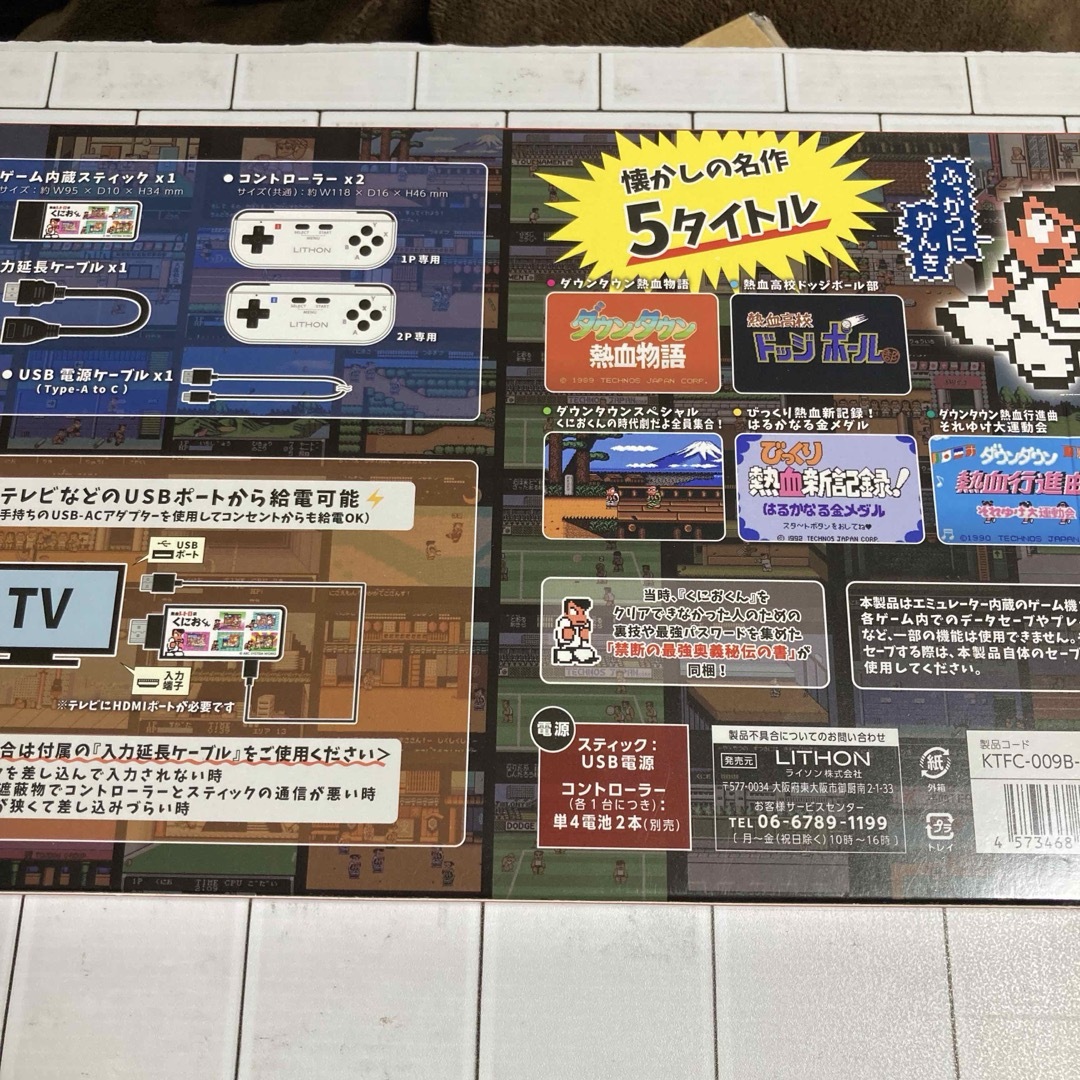 ゲーム内蔵スティック x1
サイズ：約W95 × D10 × H34 mm
くにおくん
力延長ケーブル x1
● USB 電源ケーブル x1
(Type-A to C)
● コントローラー x2
サイズ(共通)：約 W118 × D16 × H46 mm
SELECT START
MENU
LITHON
X
A
B
1P専用
SELECT START
MENU
LITHON
X
A
B
2P専用
テレビなどのUSBポートから給電可能
手持ちのUSB-ACアダプターを使用してコンセントからも給電OK)
USB
ポート
TV
くにおくん
入力
端子
※テレビにHDMIポートが必要です
合は付属の『入力延長ケーブル』をご使用ください＞
クを差し込んで入力されない時
遮蔽物でコントローラーとスティックの通信が悪い時
が狭くて差し込みづらい時
懐かしの名作
5タイトル
ふっかつに
かんき
● ダウンタウン熱血物語
ダウンタウン
熱血物語
© 1989 TECHNOS JAPAN CORP.
● 熱血高校ドッジボール部
熱血高校
ドッジボール部
● ダウンタウンスペシャル
くにおくんの時代劇だよ全員集合！
● びっくり熱血新記録！
はるかなる金メダル
びっくり
熱血新記録！
はるかなる金メダル
スタートボタンをおしてね♥
© 1992 TECHNOS JAPAN CORP.
● ダウンタウン熱血行進曲
それゆけ大運動会
ダウンタウン
熱血行進曲
それゆけ大運動会
©1990 TECHNOS JAPAN CO
当時、『くにおくん』を
クリアできなかった人のための
裏技や最強パスワードを集めた
「禁断の最強奥義秘伝の書」が
同梱！
本製品はエミュレーター内蔵のゲーム機
各ゲーム内でのデータセーブやプレ
など、一部の機能は使用できません。
セーブする際は、本製品自体のセーブ
使用してください。
電源
スティック：
USB電源
コントローラー
(各1台につき)：
単4電池2本(別売)
製品不具合についてのお問い合わせ
発売元 LITHON
ライソン株式会社
〒577-0034 大阪府東大阪市御厨南2-1-33
お客様サービスセンター
TEL 06-6789-1199
[ 月～金(祝日除く)10時～16時 ]
紙
外箱
プラ
トレイ
製品コード
KTFC-009B-
4 573468